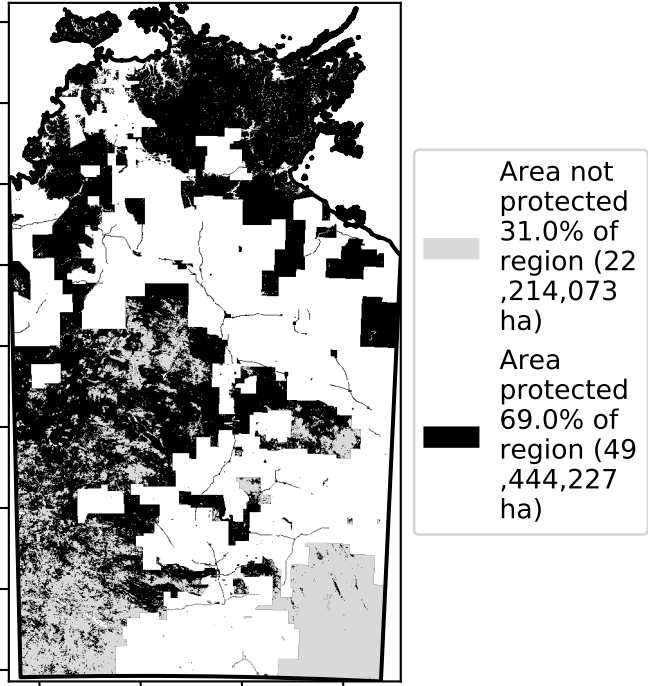 Area not
protected
31.0% of
region (22
,214,073
ha)
Area
protected
69.0% of
region (49
,444,227
ha)